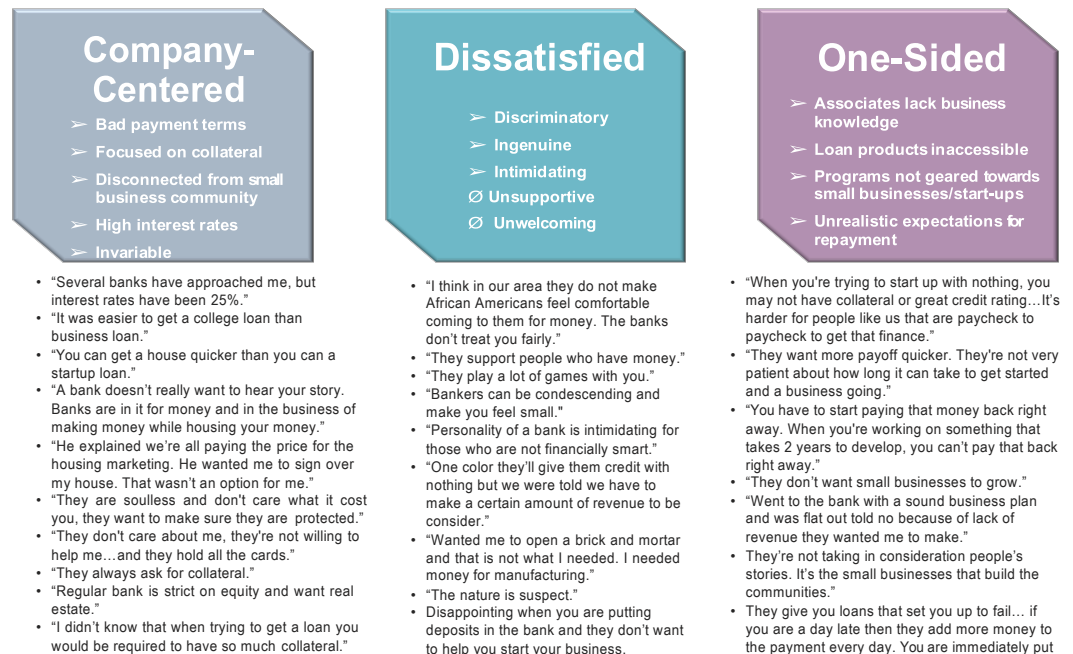 Company-
Centered
➢ Bad payment terms
➢ Focused on collateral
➢ Disconnected from small
business community
➢ High interest rates
➢ Invariable
• “Several banks have approached me, but
interest rates have been 25%.”
• “It was easier to get a college loan than
business loan.”
• “You can get a house quicker than you can a
startup loan.”
• “A bank doesn’t really want to hear your story.
Banks are in it for money and in the business of
making money while housing your money.”
• “He explained we’re all paying the price for the
housing marketing. He wanted me to sign over
my house. That wasn’t an option for me.”
• “They are soulless and don't care what it cost
you, they want to make sure they are protected.”
• “They don't care about me, they're not willing to
help me…and they hold all the cards.”
• “They always ask for collateral.”
• “Regular bank is strict on equity and want real
estate.”
• “I didn’t know that when trying to get a loan you
would be required to have so much collateral.”
Dissatisfied
➢ Discriminatory
➢ Ingenuine
➢ Intimidating
Ø Unsupportive
Ø Unwelcoming
• “I think in our area they do not make
African Americans feel comfortable
coming to them for money. The banks
don’t treat you fairly.”
• “They support people who have money.”
• “They play a lot of games with you.”
• “Bankers can be condescending and
make you feel small."
• “Personality of a bank is intimidating for
those who are not financially smart.”
• “One color they’ll give them credit with
nothing but we were told we have to
make a certain amount of revenue to be
consider.”
• “Wanted me to open a brick and mortar
and that is not what I needed. I needed
money for manufacturing.”
• “The nature is suspect.”
• Disappointing when you are putting
deposits in the bank and they don’t want
to help you start your business.
One-Sided
➢ Associates lack business
knowledge
➢ Loan products inaccessible
➢ Programs not geared towards
small businesses/start-ups
➢ Unrealistic expectations for
repayment
• “When you're trying to start up with nothing, you
may not have collateral or great credit rating…It’s
harder for people like us that are paycheck to
paycheck to get that finance.”
• “They want more payoff quicker. They're not very
patient about how long it can take to get started
and a business going.”
• “You have to start paying that money back right
away. When you're working on something that
takes 2 years to develop, you can’t pay that back
right away.”
• “They don’t want small businesses to grow.”
• “Went to the bank with a sound business plan
and was flat out told no because of lack of
revenue they wanted me to make.”
• They’re not taking in consideration people’s
stories. It’s the small businesses that build the
communities.”
• They give you loans that set you up to fail… if
you are a day late then they add more money to
the payment every day. You are immediately put